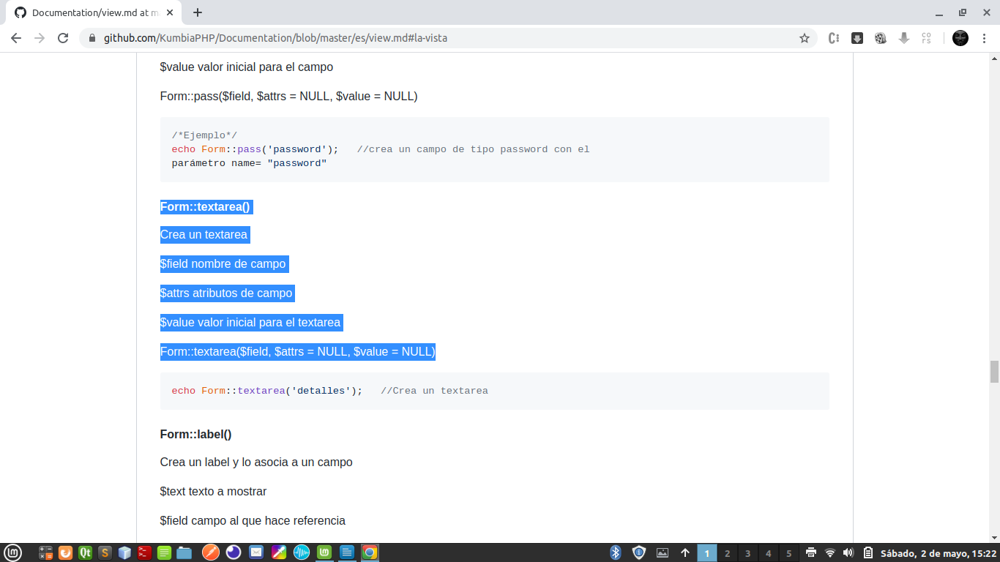 Documentation/view.md at m
github.com/KumbiaPHP/Documentation/blob/master/es/view.md#la-vista
co
rs
$value valor inicial para el campo
Form::pass($field, $attrs = NULL, $value = NULL)
/*Ejemplo*/
echo Form::pass('password');   //crea un campo de tipo password con el
parámetro name= "password"
Form::textarea()
Crea un textarea
$field nombre de campo
$attrs atributos de campo
$value valor inicial para el textarea
Form::textarea($field, $attrs = NULL, $value = NULL)
echo Form::textarea('detalles');   //Crea un textarea
Form::label()
Crea un label y lo asocia a un campo
$text texto a mostrar
$field campo al que hace referencia
Qt S 1 2 3 4 5 Sábado, 2 de mayo, 15:22